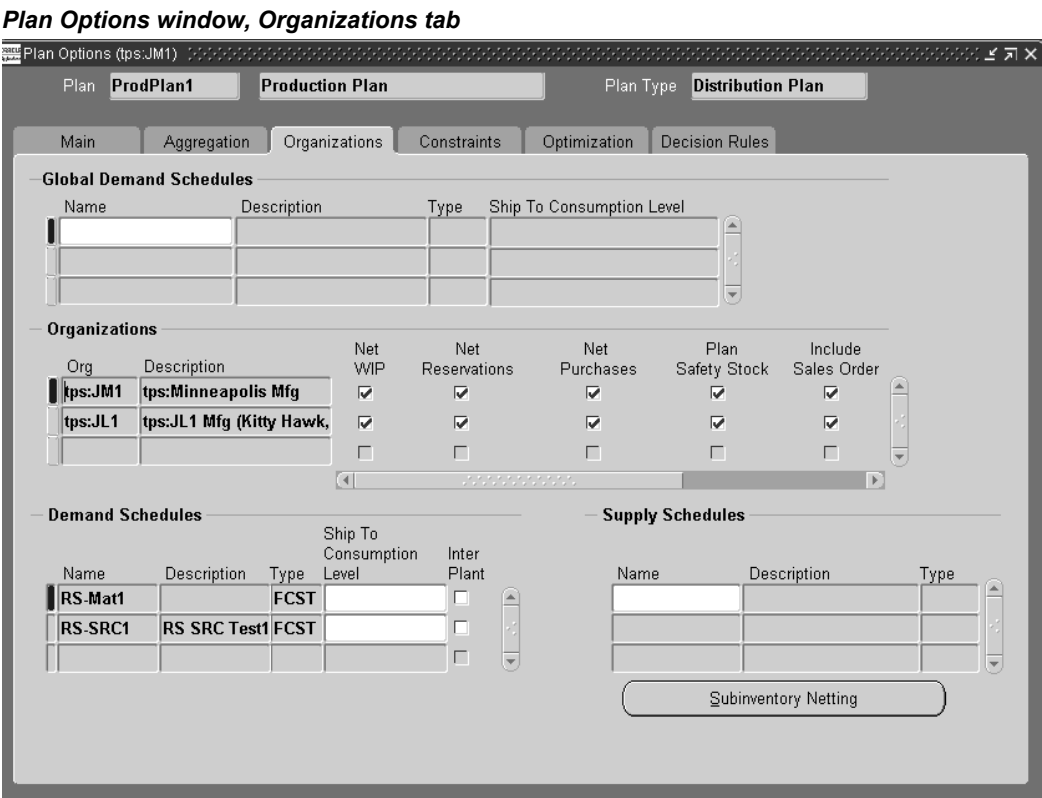 Plan Options window, Organizations tab
Plan Options (tps:JM1)
Plan ProdPlan1 Production Plan Plan Type Distribution Plan
Main Aggregation Organizations Constraints Optimization Decision Rules
Global Demand Schedules
Name Description Type Ship To Consumption Level
Organizations
Org Description Net WIP Net Reservations Net Purchases Plan Safety Stock Include Sales Order
tps:JM1 tps:Minneapolis Mfg
tps:JL1 tps:JL1 Mfg (Kitty Hawk,
Demand Schedules
Name Description Type Ship To Consumption Level Inter Plant
RS-Mat1 FCST
RS-SRC1 RS SRC Test1 FCST
Supply Schedules
Name Description Type
Subinventory Netting